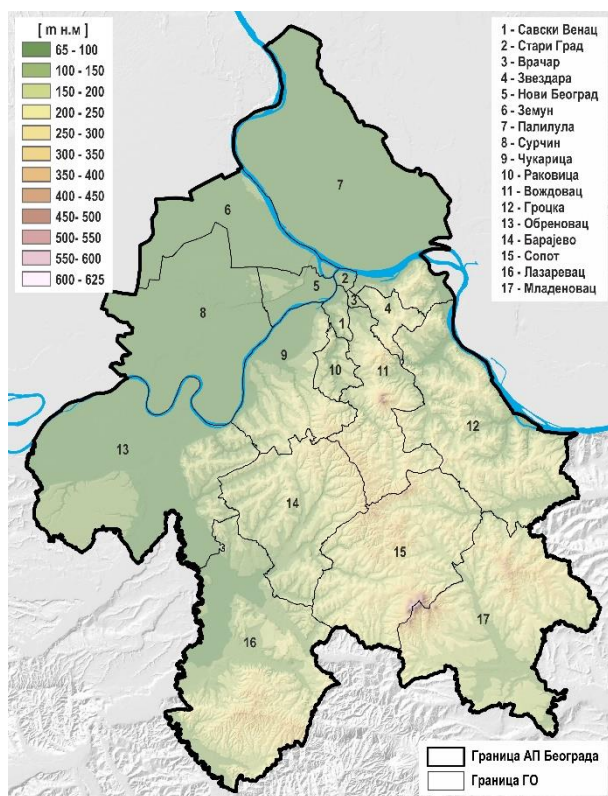 [ m н.м ]
65 - 100
100 - 150
150 - 200
200 - 250
250 - 300
300 - 350
350 - 400
400 - 450
450 - 500
500 - 550
550 - 600
600 - 625
1 - Савски Венац
2 - Стари Град
3 - Врачар
4 - Звездара
5 - Нови Београд
6 - Земун
7 - Палилула
8 - Сурчин
9 - Чукарица
10 - Раковица
11 - Вождовац
12 - Гроцка
13 - Обреновац
14 - Барајево
15 - Сопот
16 - Лазаревац
17 - Младеновац
7
6
2
5
3
4
8
1
9
10
11
12
13
14
3
15
17
16
Граница АП Београда
Граница ГО